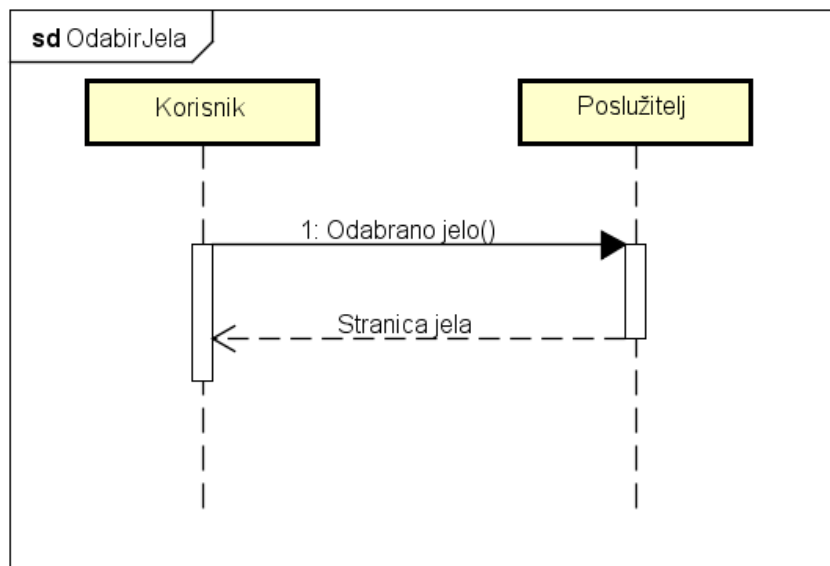 sd OdabirJela
Korisnik
Poslužitelj
1: Odabrano jelo()
Stranica jela